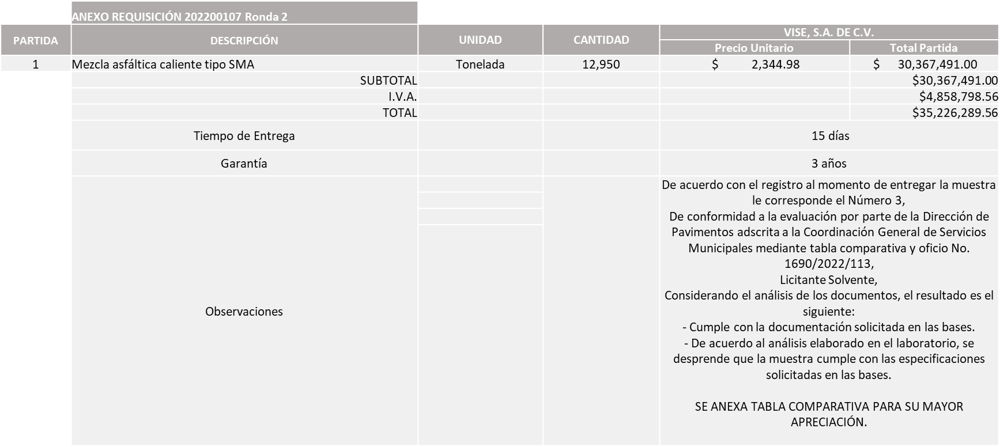 ANEXO REQUISICIÓN 202200107 Ronda 2
PARTIDA DESCRIPCIÓN UNIDAD CANTIDAD VISE, S.A. DE C.V.
Precio Unitario Total Partida
1 Mezcla asfáltica caliente tipo SMA Tonelada 12,950 $ 2,344.98 $ 30,367,491.00
SUBTOTAL $30,367,491.00
I.V.A. $4,858,798.56
TOTAL $35,226,289.56
Tiempo de Entrega 15 días
Garantía 3 años
Observaciones
De acuerdo con el registro al momento de entregar la muestra
le corresponde el Número 3,
De conformidad a la evaluación por parte de la Dirección de
Pavimentos adscrita a la Coordinación General de Servicios
Municipales mediante tabla comparativa y oficio No.
1690/2022/113,
Licitante Solvente,
Considerando el análisis de los documentos, el resultado es el
siguiente:
- Cumple con la documentación solicitada en las bases.
- De acuerdo al análisis elaborado en el laboratorio, se
desprende que la muestra cumple con las especificaciones
solicitadas en las bases.
SE ANEXA TABLA COMPARATIVA PARA SU MAYOR
APRECIACIÓN.